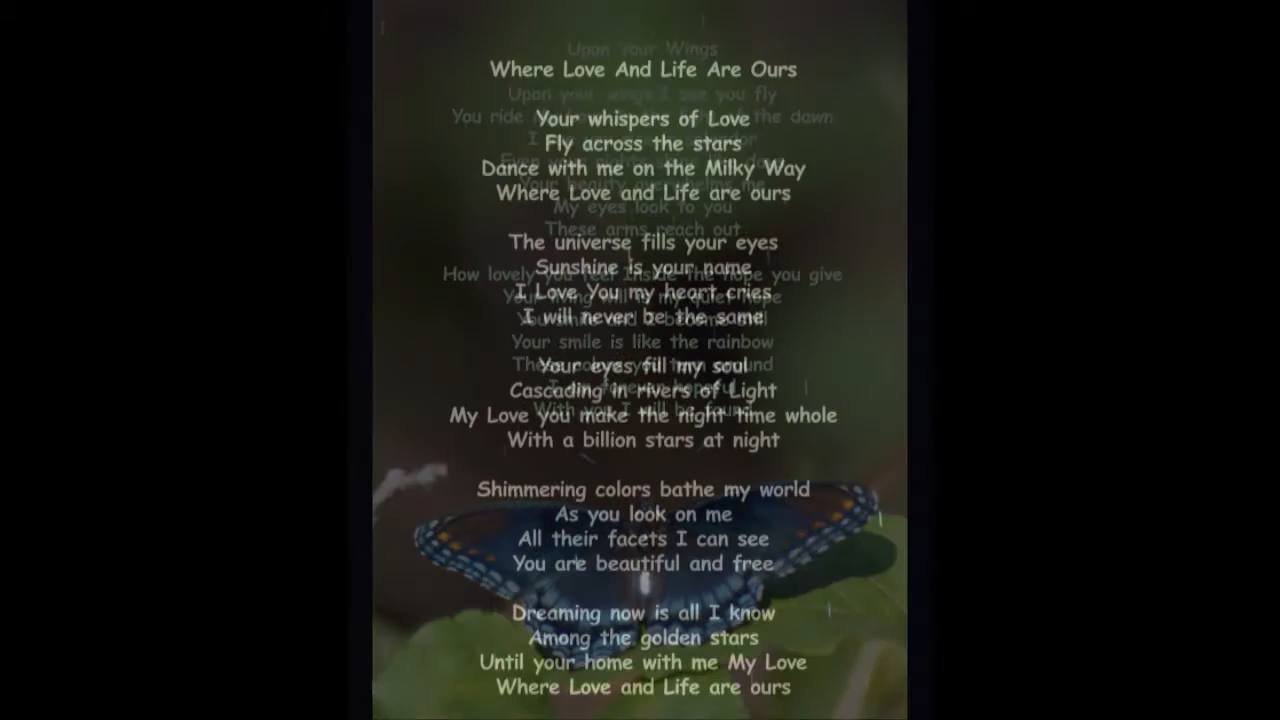 Upon Your Wings
Where Love And Life Are Ours
Upon your wings I see you fly
You ride the dawn
Your whispers of Love
Fly across the stars
Dance with me on the Milky Way
Where Love and Life are ours
My eyes look to you
These arms reach out
The universe fills your eyes
Sunshine is your name
How lovely you feel Inside the hope you give
I Love You my heart cries
I will never be the same
Your smile is like the rainbow
Your eyes fill my soul
Cascading in rivers of Light
With you I will be found
My Love you make the night time whole
With a billion stars at night
Shimmering colors bathe my world
As you look on me
All their facets I can see
You are beautiful and free
Dreaming now is all I know
Among the golden stars
Until your home with me My Love
Where Love and Life are ours